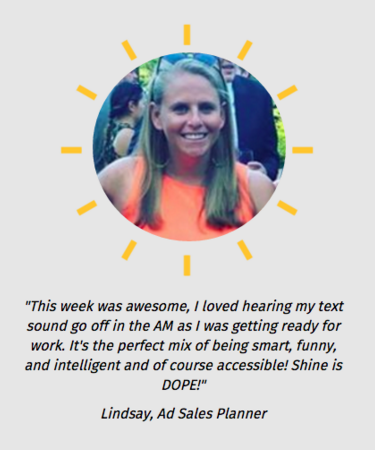 "This week was awesome, I loved hearing my text
sound go off in the AM as I was getting ready for
work. It's the perfect mix of being smart, funny,
and intelligent and of course accessible! Shine is
DOPE!"
Lindsay, Ad Sales Planner